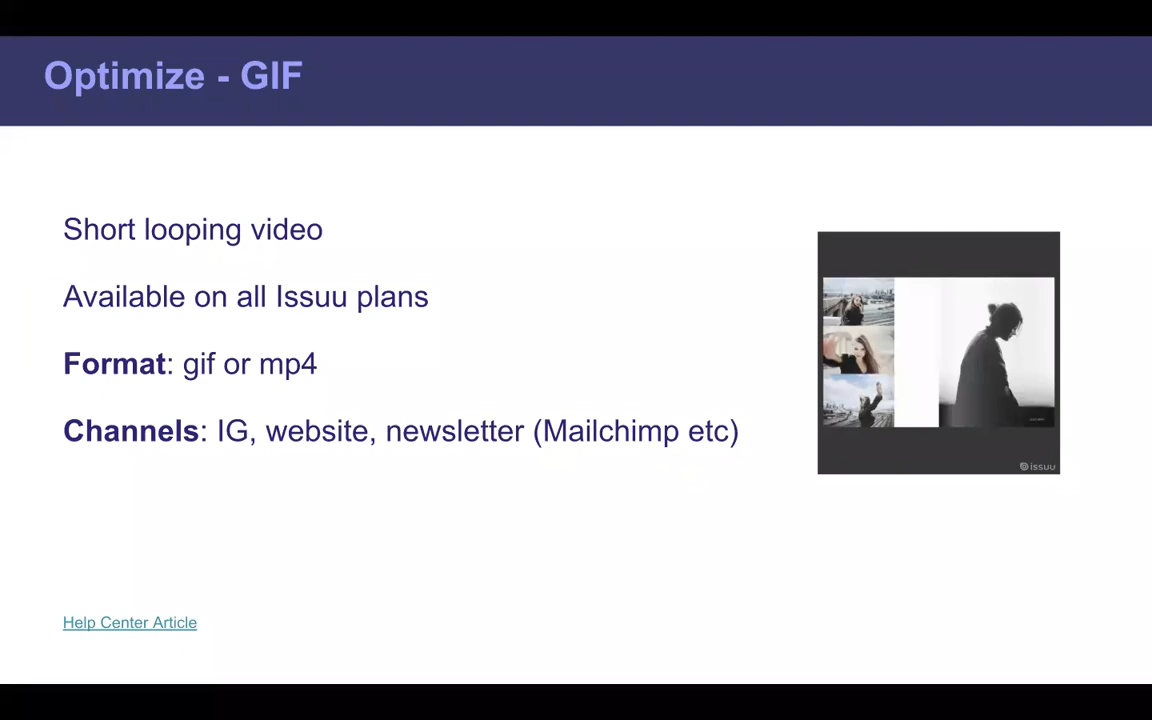 Optimize - GIF
Short looping video
Available on all Issuu plans
Format: gif or mp4
Channels: IG, website, newsletter (Mailchimp etc)
issuu
Help Center Article